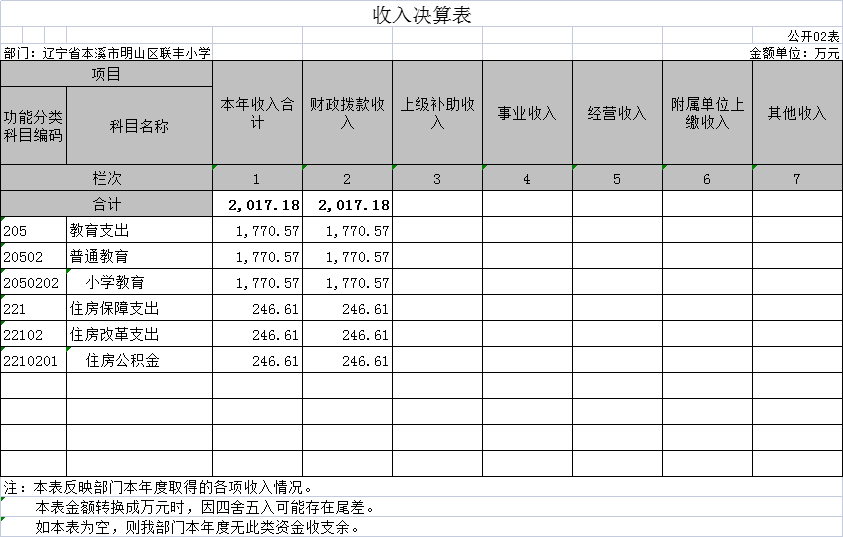 收入决算表
公开02表
部门：辽宁省本溪市明山区联丰小学
金额单位：万元
项目
本年收入合计
财政拨款收入
上级补助收入
事业收入
经营收入
附属单位上缴收入
其他收入
功能分类科目编码
科目名称
栏次 1 2 3 4 5 6 7
合计 2,017.18 2,017.18
205 教育支出 1,770.57 1,770.57
20502 普通教育 1,770.57 1,770.57
2050202 小学教育 1,770.57 1,770.57
221 住房保障支出 246.61 246.61
22102 住房改革支出 246.61 246.61
2210201 住房公积金 246.61 246.61
注：本表反映部门本年度取得的各项收入情况。
本表金额转换成万元时，因四舍五入可能存在尾差。
如本表为空，则我部门本年度无此类资金收支余。